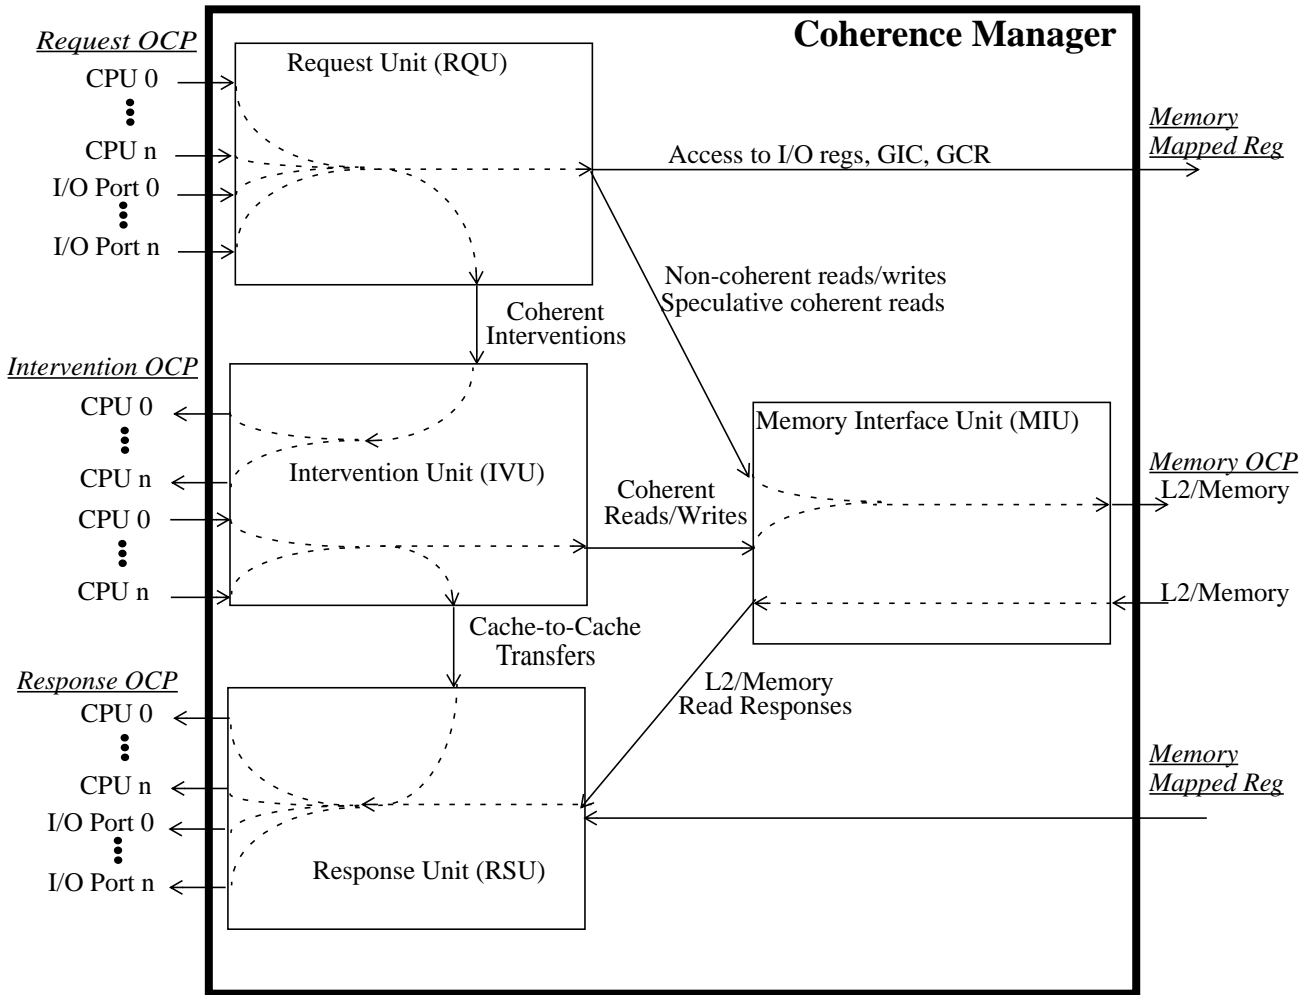 Coherence Manager
Request OCP
CPU 0
CPU n
I/O Port 0
I/O Port n
Request Unit (RQU)
Access to I/O regs, GIC, GCR
Memory
Mapped Reg
Non-coherent reads/writes
Speculative coherent reads
Coherent
Interventions
Intervention OCP
CPU 0
CPU n
CPU 0
CPU n
Intervention Unit (IVU)
Coherent
Reads/Writes
Memory Interface Unit (MIU)
Memory OCP
L2/Memory
L2/Memory
Cache-to-Cache
Transfers
L2/Memory
Read Responses
Response OCP
CPU 0
CPU n
I/O Port 0
I/O Port n
Response Unit (RSU)
Memory
Mapped Reg